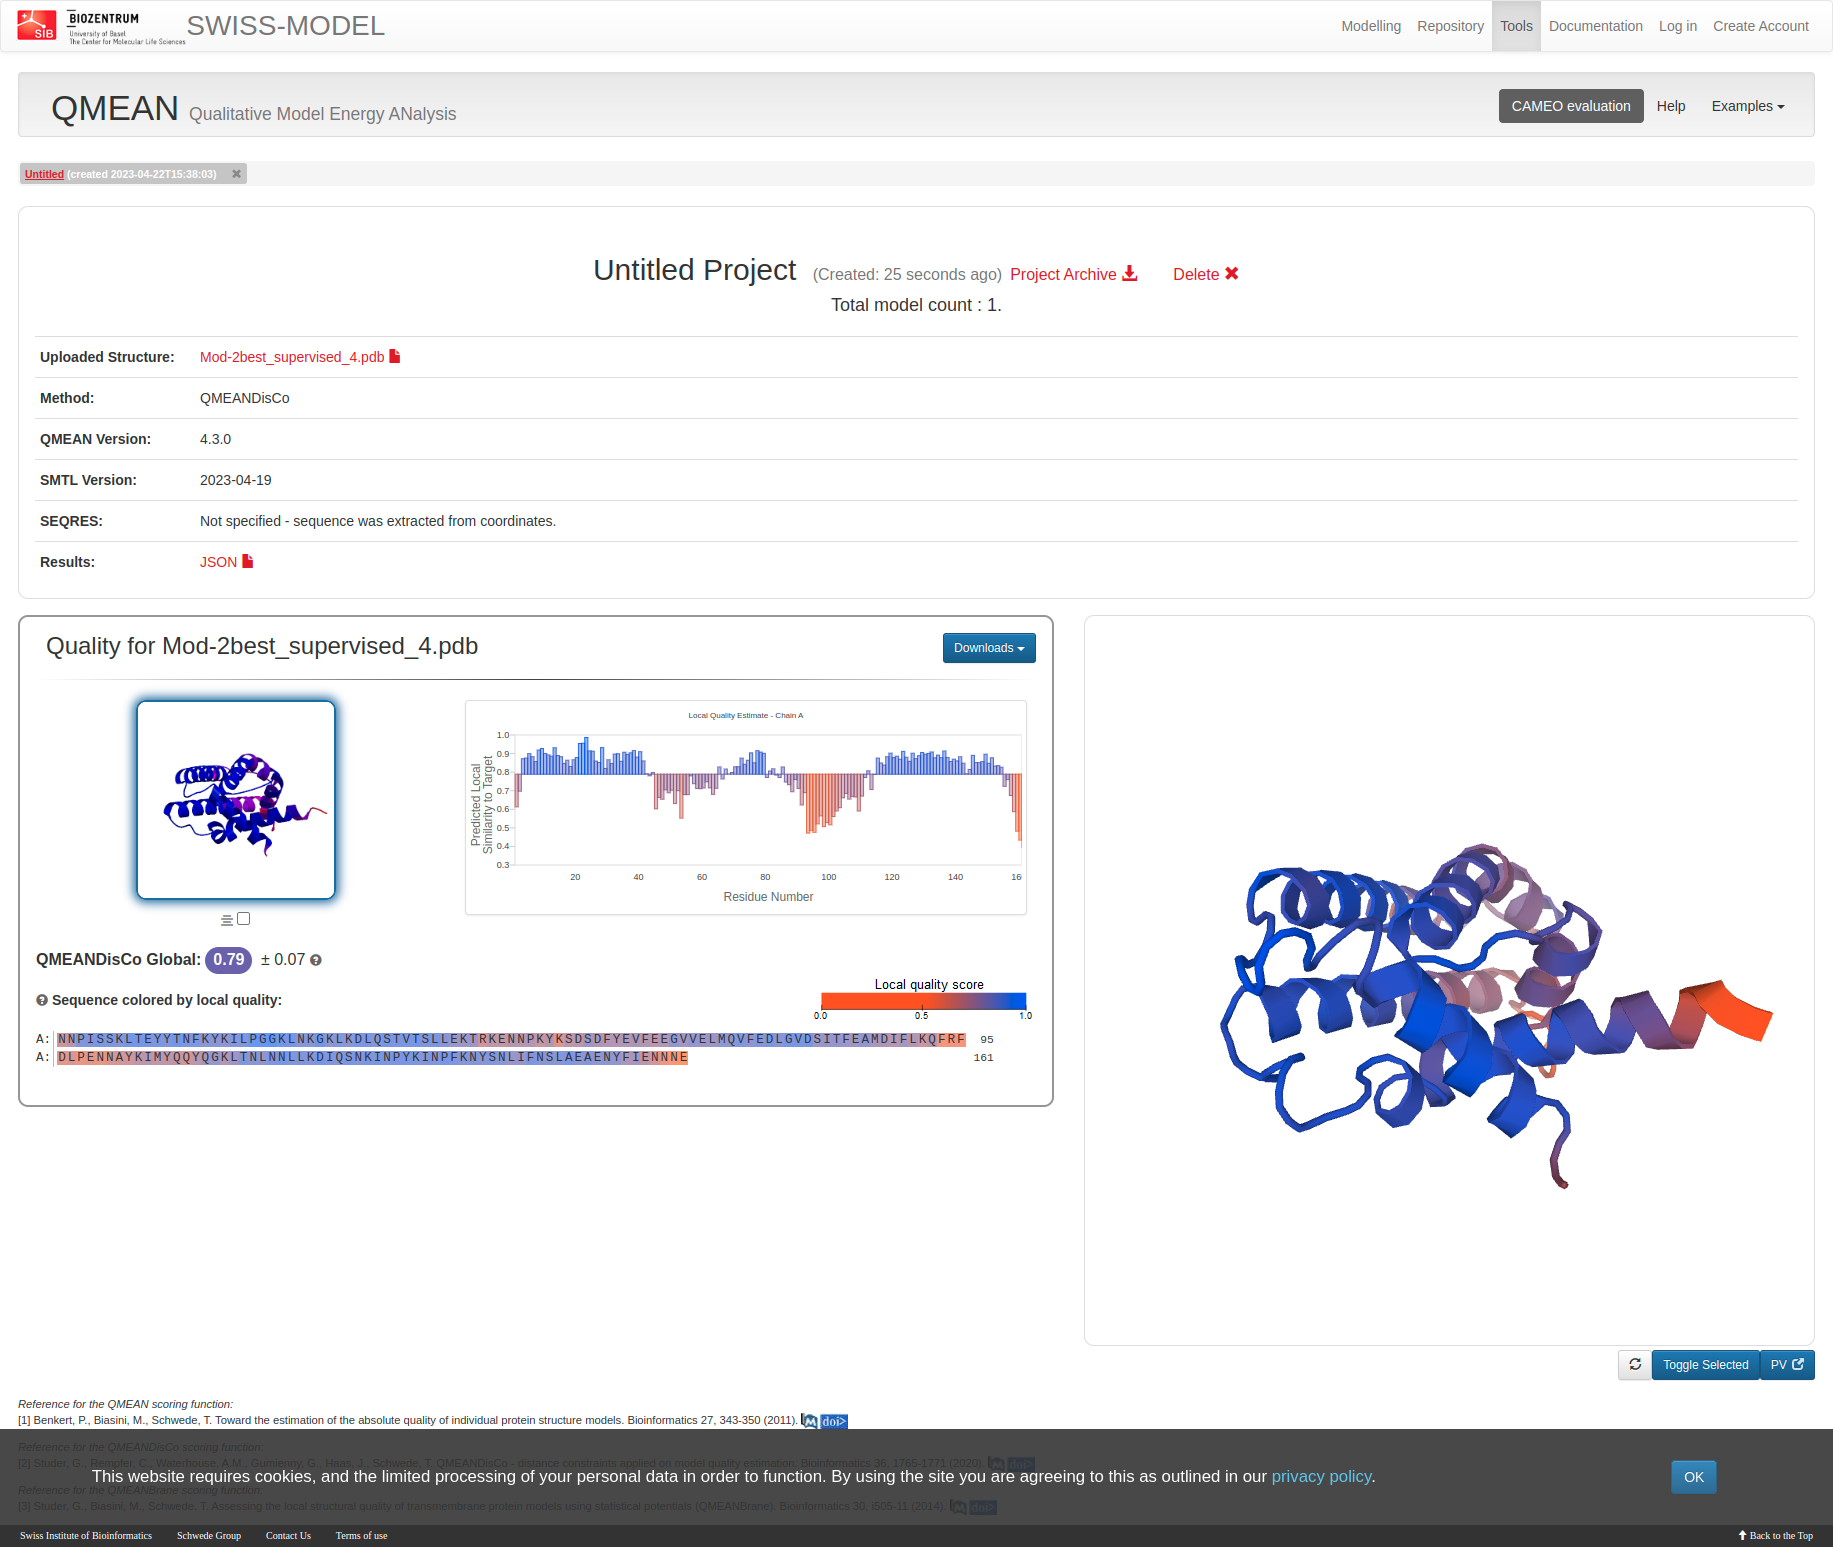 SIB
BIOZENTRUM
University of Basel
The Center for Molecular Life Sciences
SWISS-MODEL
Modelling Repository Tools Documentation Log in Create Account
QMEAN Qualitative Model Energy ANalysis
CAMEO evaluation Help Examples
Untitled (created 2023-04-22T15:38:03)
Untitled Project (Created: 25 seconds ago) Project Archive Delete
Total model count : 1.
Uploaded Structure: Mod-2best_supervised_4.pdb
Method: QMEANDisCo
QMEAN Version: 4.3.0
SMTL Version: 2023-04-19
SEQRES: Not specified - sequence was extracted from coordinates.
Results: JSON
Quality for Mod-2best_supervised_4.pdb
Downloads
Local Quality Estimate - Chain A
Predicted Local
Similarity to Target
1.0
0.9
0.8
0.7
0.6
0.5
0.4
0.3
20 40 60 80 100 120 140 16
Residue Number
QMEANDisCo Global: 0.79 ± 0.07
Sequence colored by local quality:
Local quality score
0.0 0.5 1.0
A: NNPISSKLTEYYTNFKYKILPGGKLNKGKLKDLQSTVTSLLEKTRKENNPKYKSDSDFYEVFEEGVVELMQVFEDLGVDSITFEAMDIFLKQFRF 95
A: DLPENNAYKIMYQQYQGKLTNLNNLLKDIQSNKINPYKINPFKNYSNLIFNSLAEAENYFIENNNE 161
Toggle Selected PV
Reference for the QMEAN scoring function:
[1] Benkert, P., Biasini, M., Schwede, T. Toward the estimation of the absolute quality of individual protein structure models. Bioinformatics 27, 343-350 (2011). M doi>
Reference for the QMEANDisCo scoring function:
[2] Studer, G., Rempfer, C., Waterhouse, A.M., Gumienny, G., Haas, J., Schwede, T. QMEANDisCo - distance constraints applied on model quality estimation. Bioinformatics 36, 1765-1771 (2020). M doi>
This website requires cookies, and the limited processing of your personal data in order to function. By using the site you are agreeing to this as outlined in our privacy policy.
OK
Reference for the QMEANBrane scoring function:
[3] Studer, G., Biasini, M., Schwede, T. Assessing the local structural quality of transmembrane protein models using statistical potentials (QMEANBrane). Bioinformatics 30, i505-11 (2014). M doi>
Swiss Institute of Bioinformatics Schwede Group Contact Us Terms of use Back to the Top